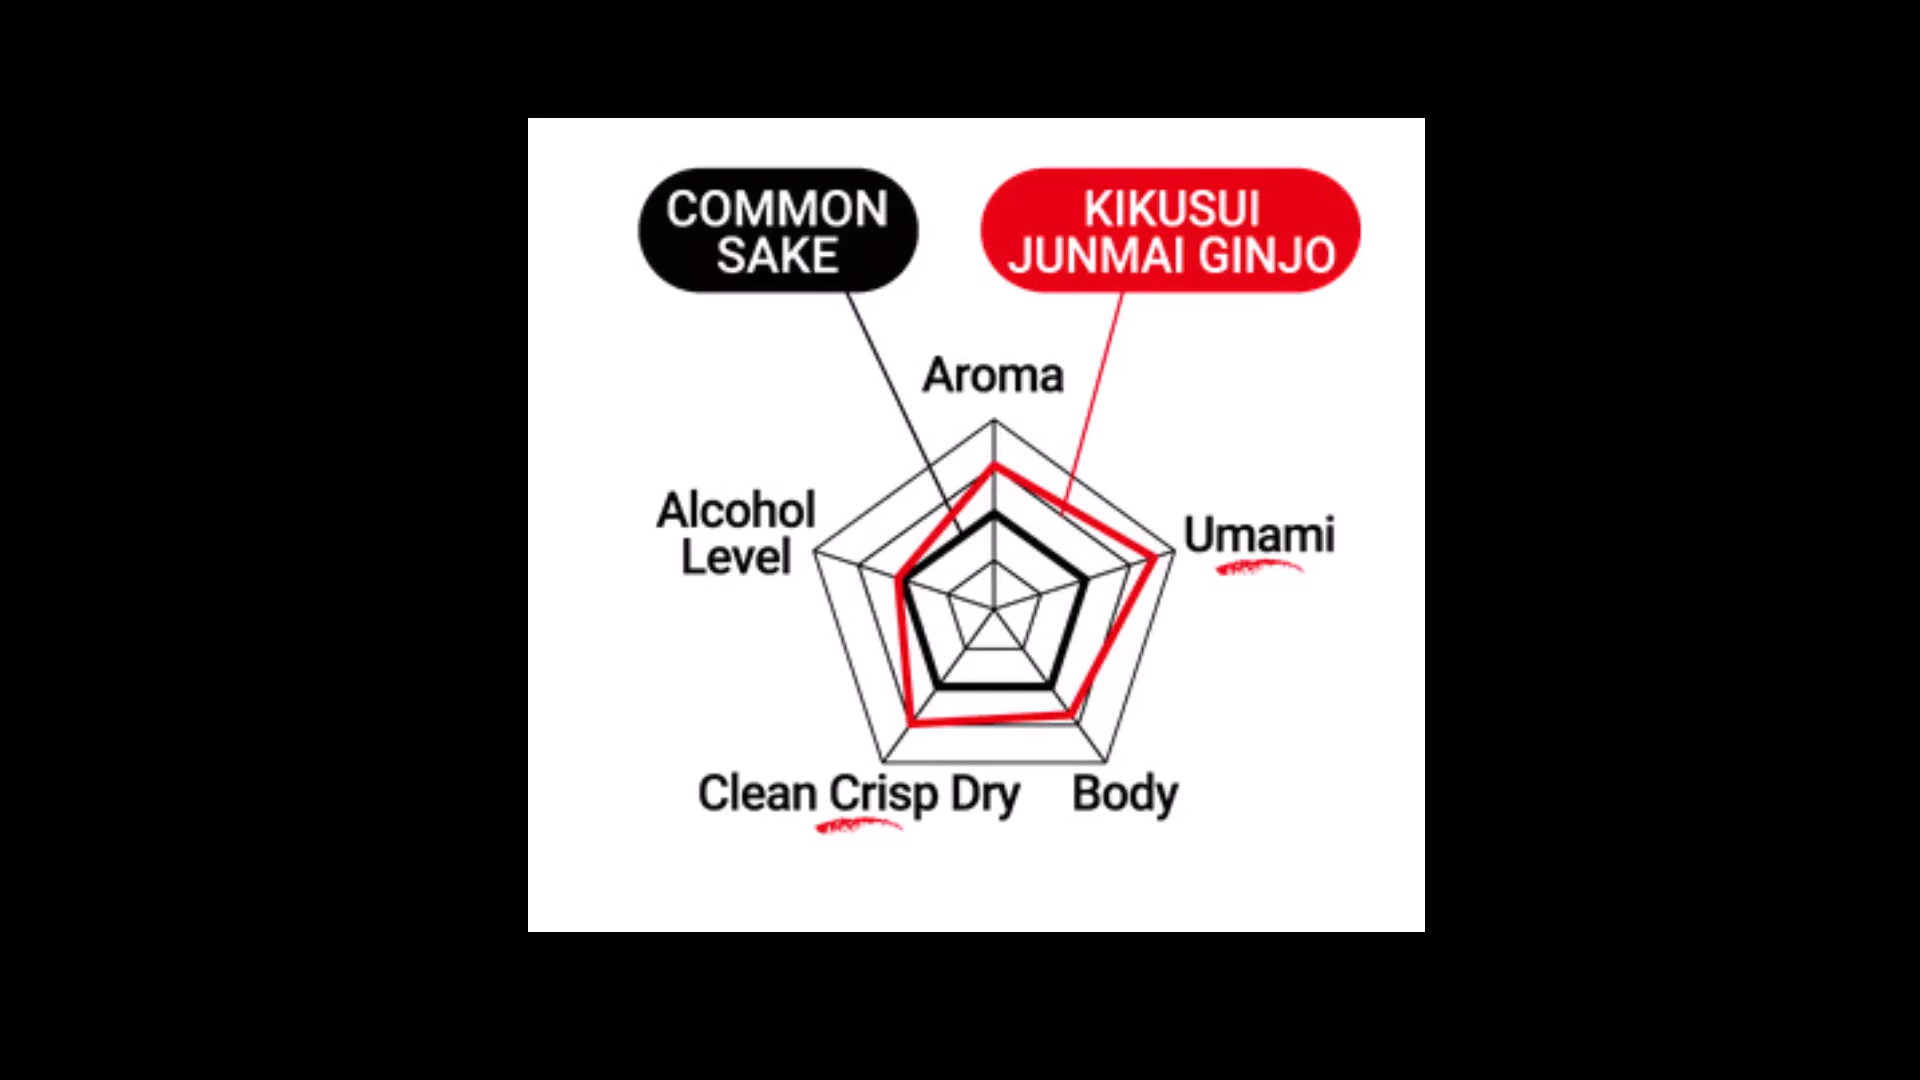 COMMON
SAKE
KIKUSUI
JUNMAI GINJO
Aroma
Alcohol
Level
Umami
Clean Crisp Dry
Body